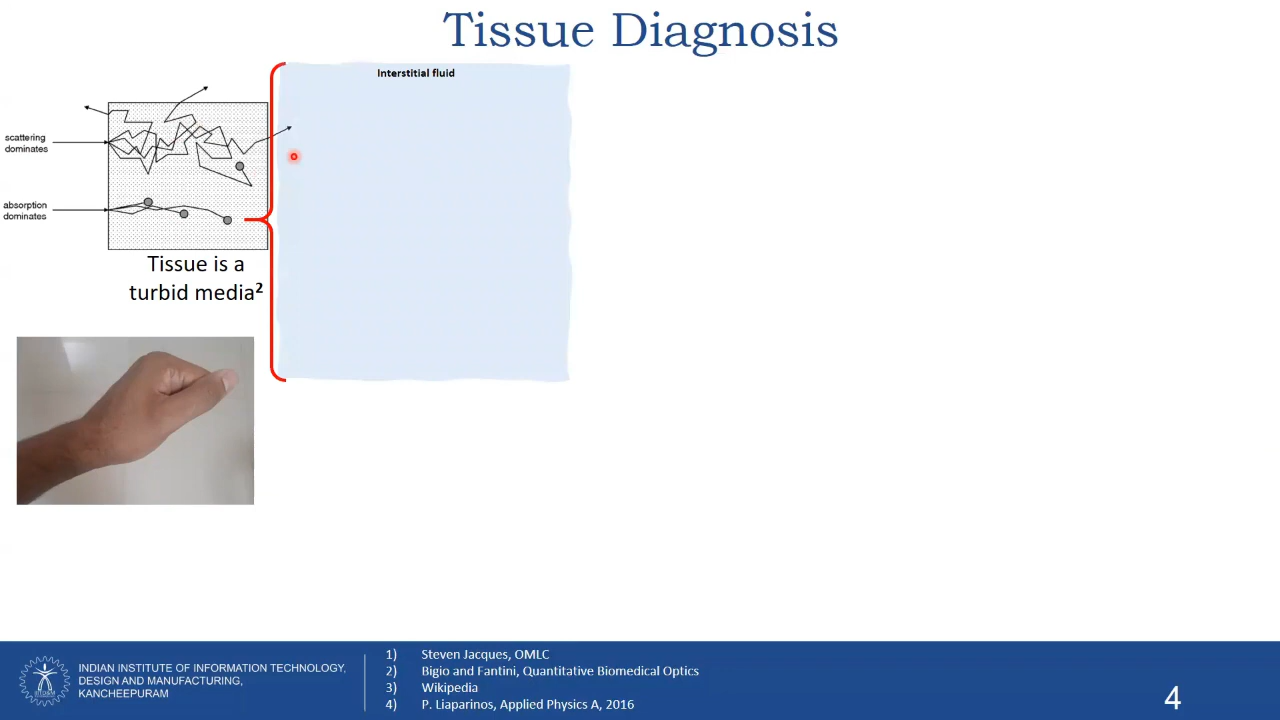 Tissue Diagnosis
Interstitial fluid
scattering
dominates
absorption
dominates
Tissue is a
turbid media²
INDIAN INSTITUTE OF INFORMATION TECHNOLOGY,
DESIGN AND MANUFACTURING,
KANCHEEPURAM
1) Steven Jacques, OMLC
2) Bigio and Fantini, Quantitative Biomedical Optics
3) Wikipedia
4) P. Liaparinos, Applied Physics A, 2016
4